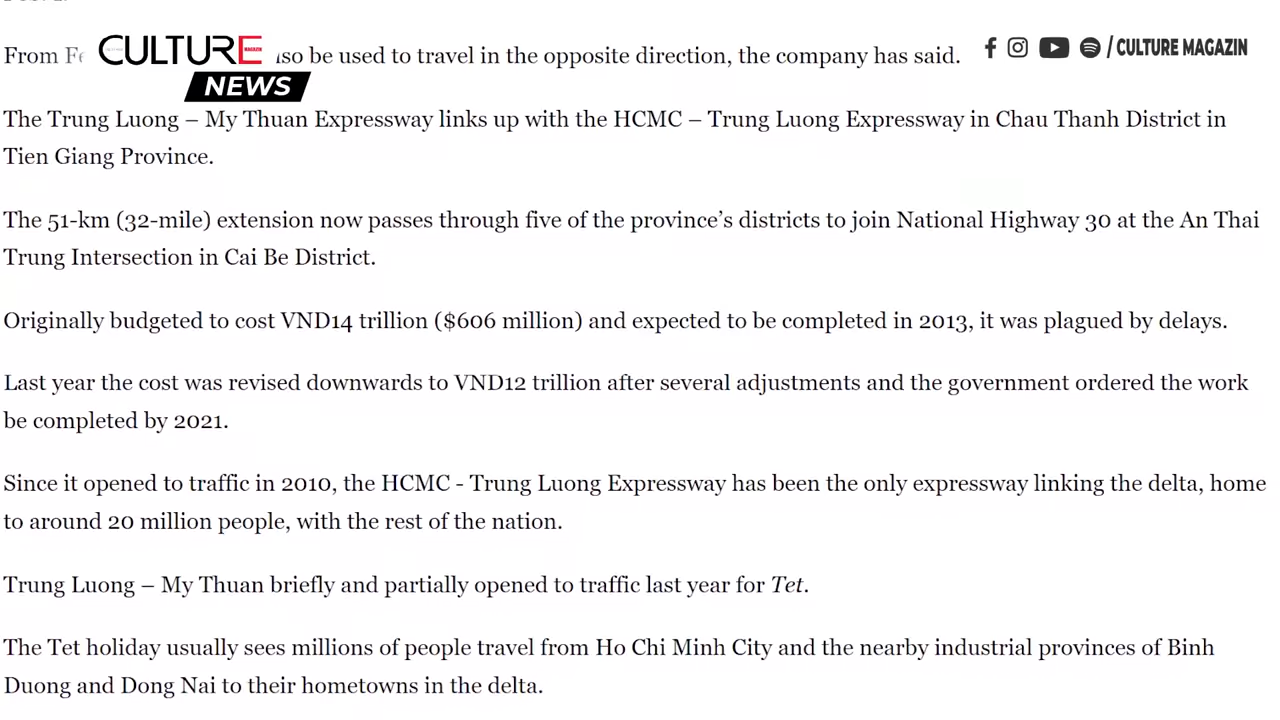 From
CULTURE
MAGAZIN
so be used to travel in the opposite direction, the company has said.
/ CULTURE MAGAZIN
NEWS
The Trung Luong – My Thuan Expressway links up with the HCMC – Trung Luong Expressway in Chau Thanh District in
Tien Giang Province.
The 51-km (32-mile) extension now passes through five of the province’s districts to join National Highway 30 at the An Thai
Trung Intersection in Cai Be District.
Originally budgeted to cost VND14 trillion ($606 million) and expected to be completed in 2013, it was plagued by delays.
Last year the cost was revised downwards to VND12 trillion after several adjustments and the government ordered the work
be completed by 2021.
Since it opened to traffic in 2010, the HCMC - Trung Luong Expressway has been the only expressway linking the delta, home
to around 20 million people, with the rest of the nation.
Trung Luong – My Thuan briefly and partially opened to traffic last year for Tet.
The Tet holiday usually sees millions of people travel from Ho Chi Minh City and the nearby industrial provinces of Binh
Duong and Dong Nai to their hometowns in the delta.